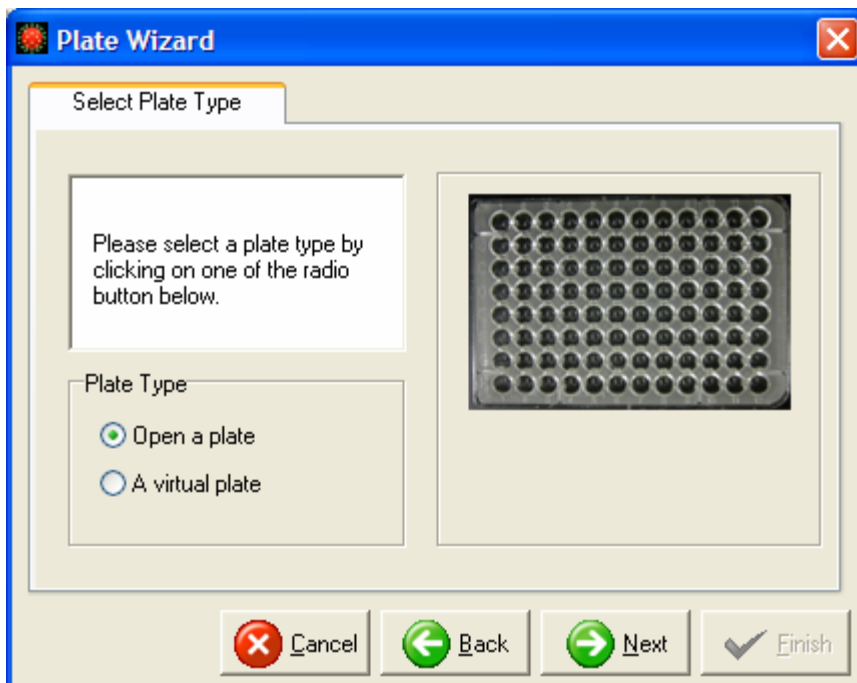 Plate Wizard
Select Plate Type
Please select a plate type by
clicking on one of the radio
button below.
Plate Type
Open a plate
A virtual plate
Cancel
Back
Next
Finish